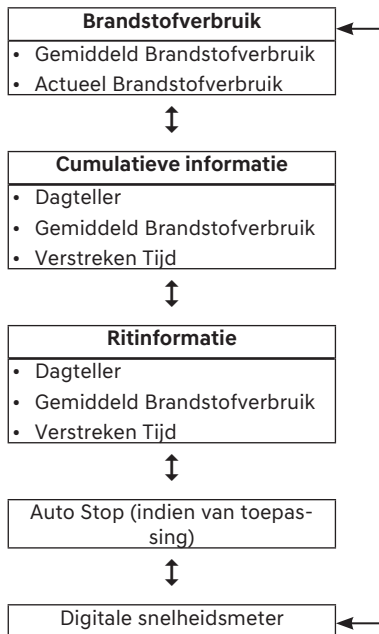 Brandstofverbruik
• Gemiddeld Brandstofverbruik
• Actueel Brandstofverbruik
Cumulatieve informatie
• Dagteller
• Gemiddeld Brandstofverbruik
• Verstreken Tijd
Ritinformatie
• Dagteller
• Gemiddeld Brandstofverbruik
• Verstreken Tijd
Auto Stop (indien van toepas-
sing)
Digitale snelheidsmeter